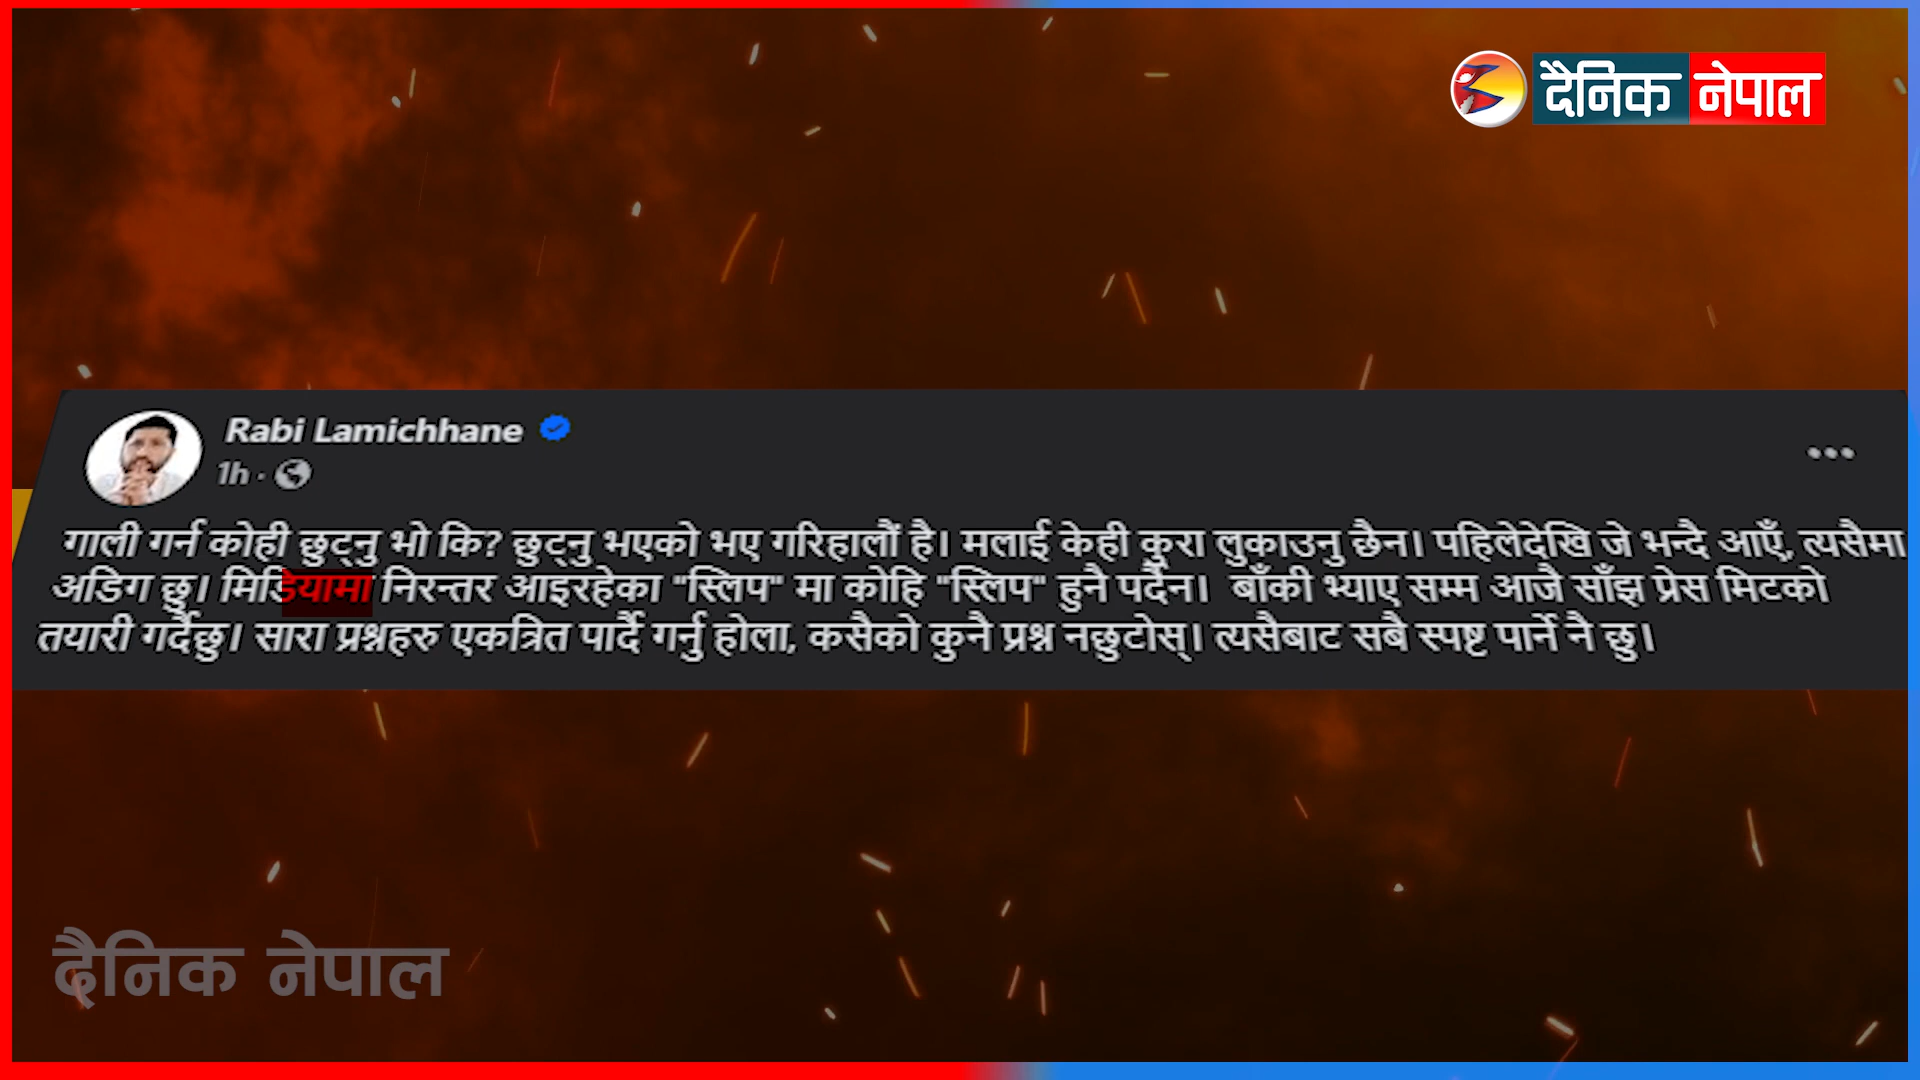 दैनिक नेपाल
Rabi Lamichhane
1h ·
गाली गर्न कोही छुट्नु भो कि? छुट्नु भएको भए गरिहालौं है। मलाई केही कुरा लुकाउनु छैन। पहिलेदेखि जे भन्दै आएँ, त्यसैमा
अडिग छु। मिडियामा निरन्तर आइरहेका "स्लिप" मा कोहि "स्लिप" हुनै पर्दैन। बाँकी भ्याए सम्म आजै साँझ प्रेस मिटको
तयारी गर्दैछु। सारा प्रश्नहरु एकत्रित पार्दै गर्नु होला, कसैको कुनै प्रश्न नछुटोस्। त्यसैबाट सबै स्पष्ट पार्ने नै छु।
दैनिक नेपाल